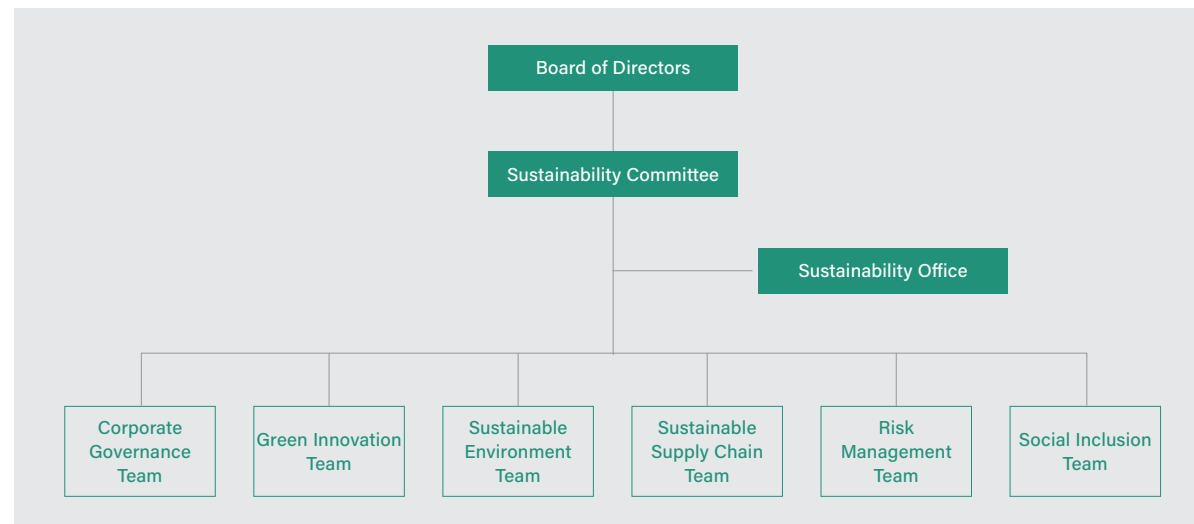 Board of Directors
Sustainability Committee
Sustainability Office
Corporate
Governance
Team
Green Innovation
Team
Sustainable
Environment
Team
Sustainable
Supply Chain
Team
Risk
Management
Team
Social Inclusion
Team